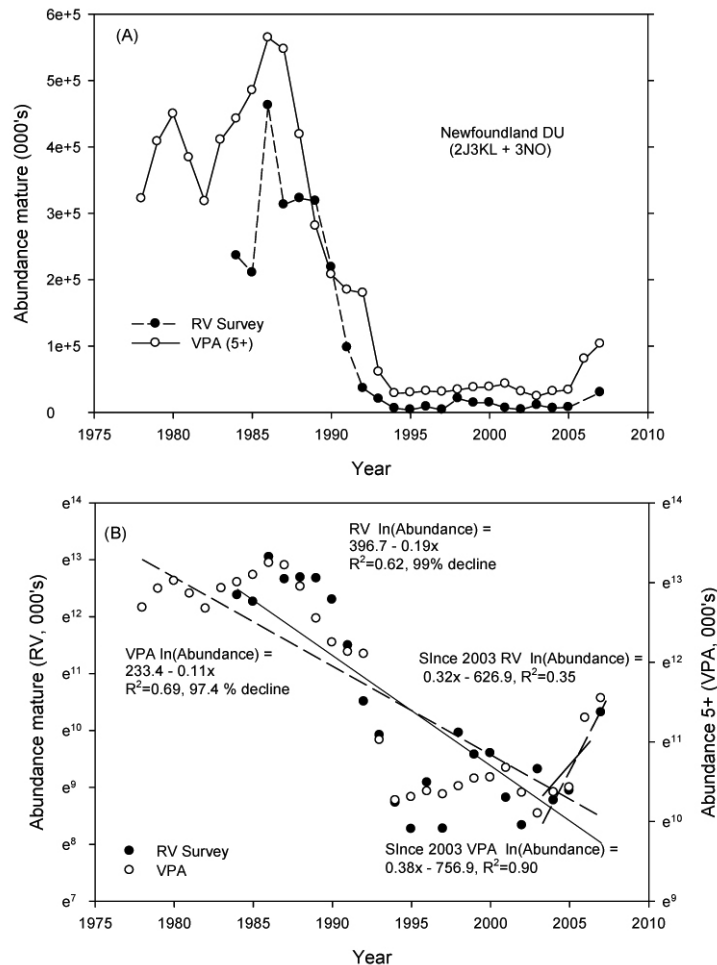 (A)
6e+5
5e+5
4e+5
3e+5
2e+5
1e+5
0
Abundance mature (000's)
Newfoundland DU
(2J3KL + 3NO)
RV Survey
VPA (5+)
1975 1980 1985 1990 1995 2000 2005 2010
Year
(B)
e14
e13
e12
e11
e10
e9
e8
e7
Abundance mature (RV, 000's)
RV ln(Abundance) =
396.7 - 0.19x
R2=0.62, 99% decline
VPA ln(Abundance) =
233.4 - 0.11x
R2=0.69, 97.4 % decline
SInce 2003 RV ln(Abundance) =
0.32x - 626.9, R2=0.35
SInce 2003 VPA ln(Abundance) =
0.38x - 756.9, R2=0.90
RV Survey
VPA
e14
e13
e12
e11
e10
e9
Abundance 5+ (VPA, 000's)
1975 1980 1985 1990 1995 2000 2005 2010
Year